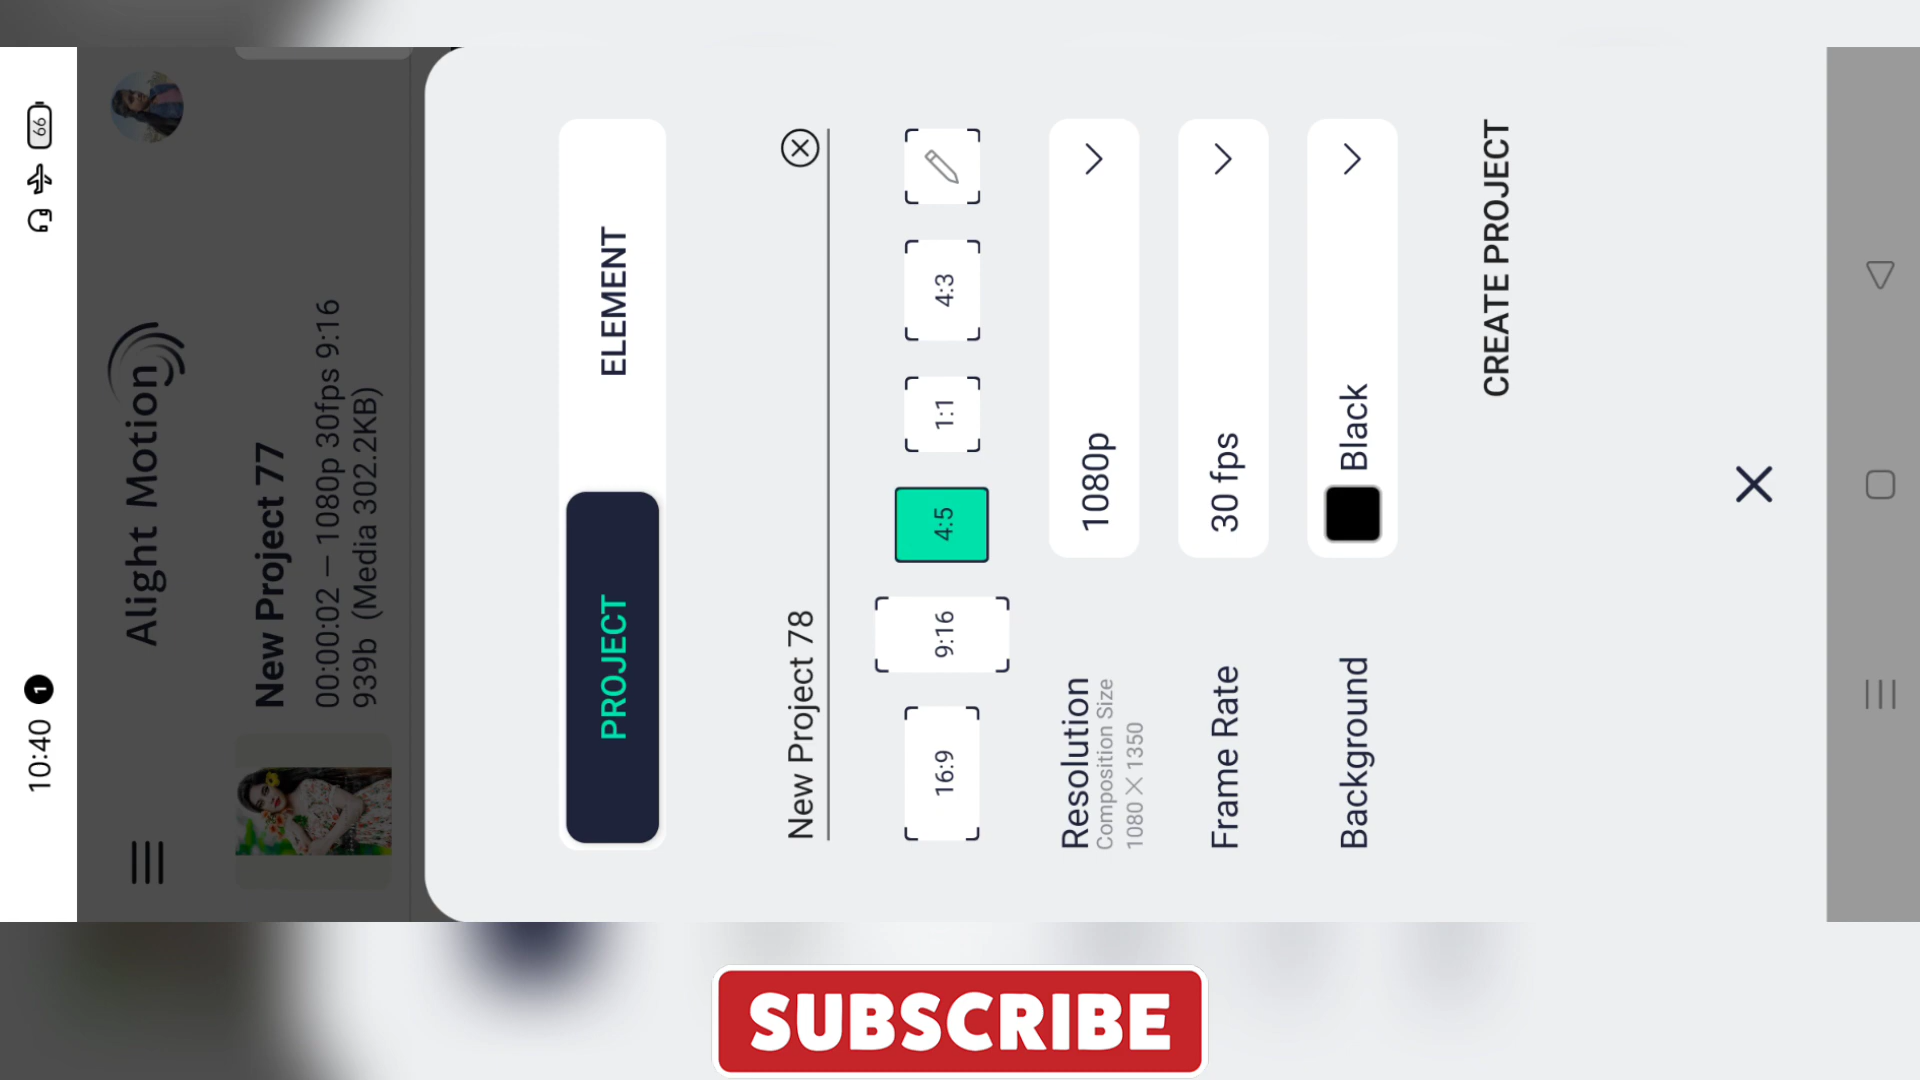 10:40 1 66
Alight Motion
New Project 77
00:00:02 — 1080p 30fps 9:16
939b (Media 302.2KB)
PROJECT ELEMENT
New Project 78
16:9 9:16 4:5 1:1 4:3
Resolution 1080p
Composition Size
1080 X 1350
Frame Rate 30 fps
Background Black
CREATE PROJECT
SUBSCRIBE